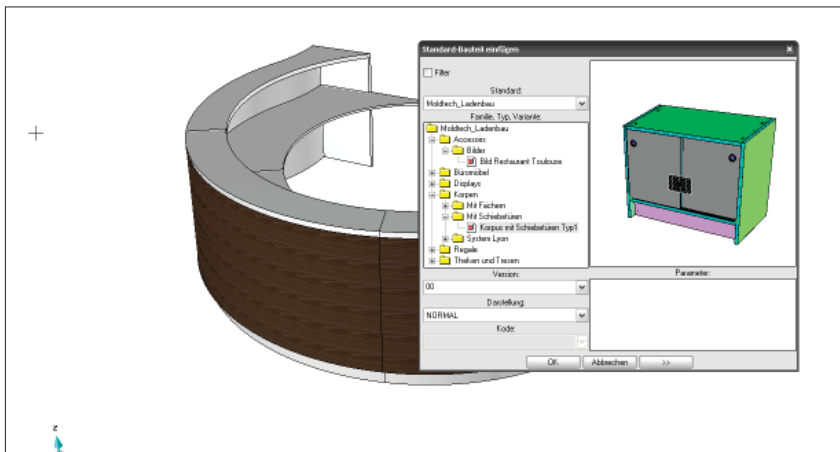 Standard-Bauteil einfügen
Filter
Standard:
Moldtech_Ladenbau
Familie, Typ, Variante:
Moldtech_Ladenbau
Accessoirs
Bilder
Bild Restaurant Toulouse
Büromöbel
Displays
Korpen
Mit Fächern
Mit Schiebetüren
Korpus mit Schiebetüren Typ1
System Lyon
Regale
Theken und Tresen
Version:
00
Darstellung:
NORMAL
Kode:
Parameter:
OK
Abbrechen
>>
z